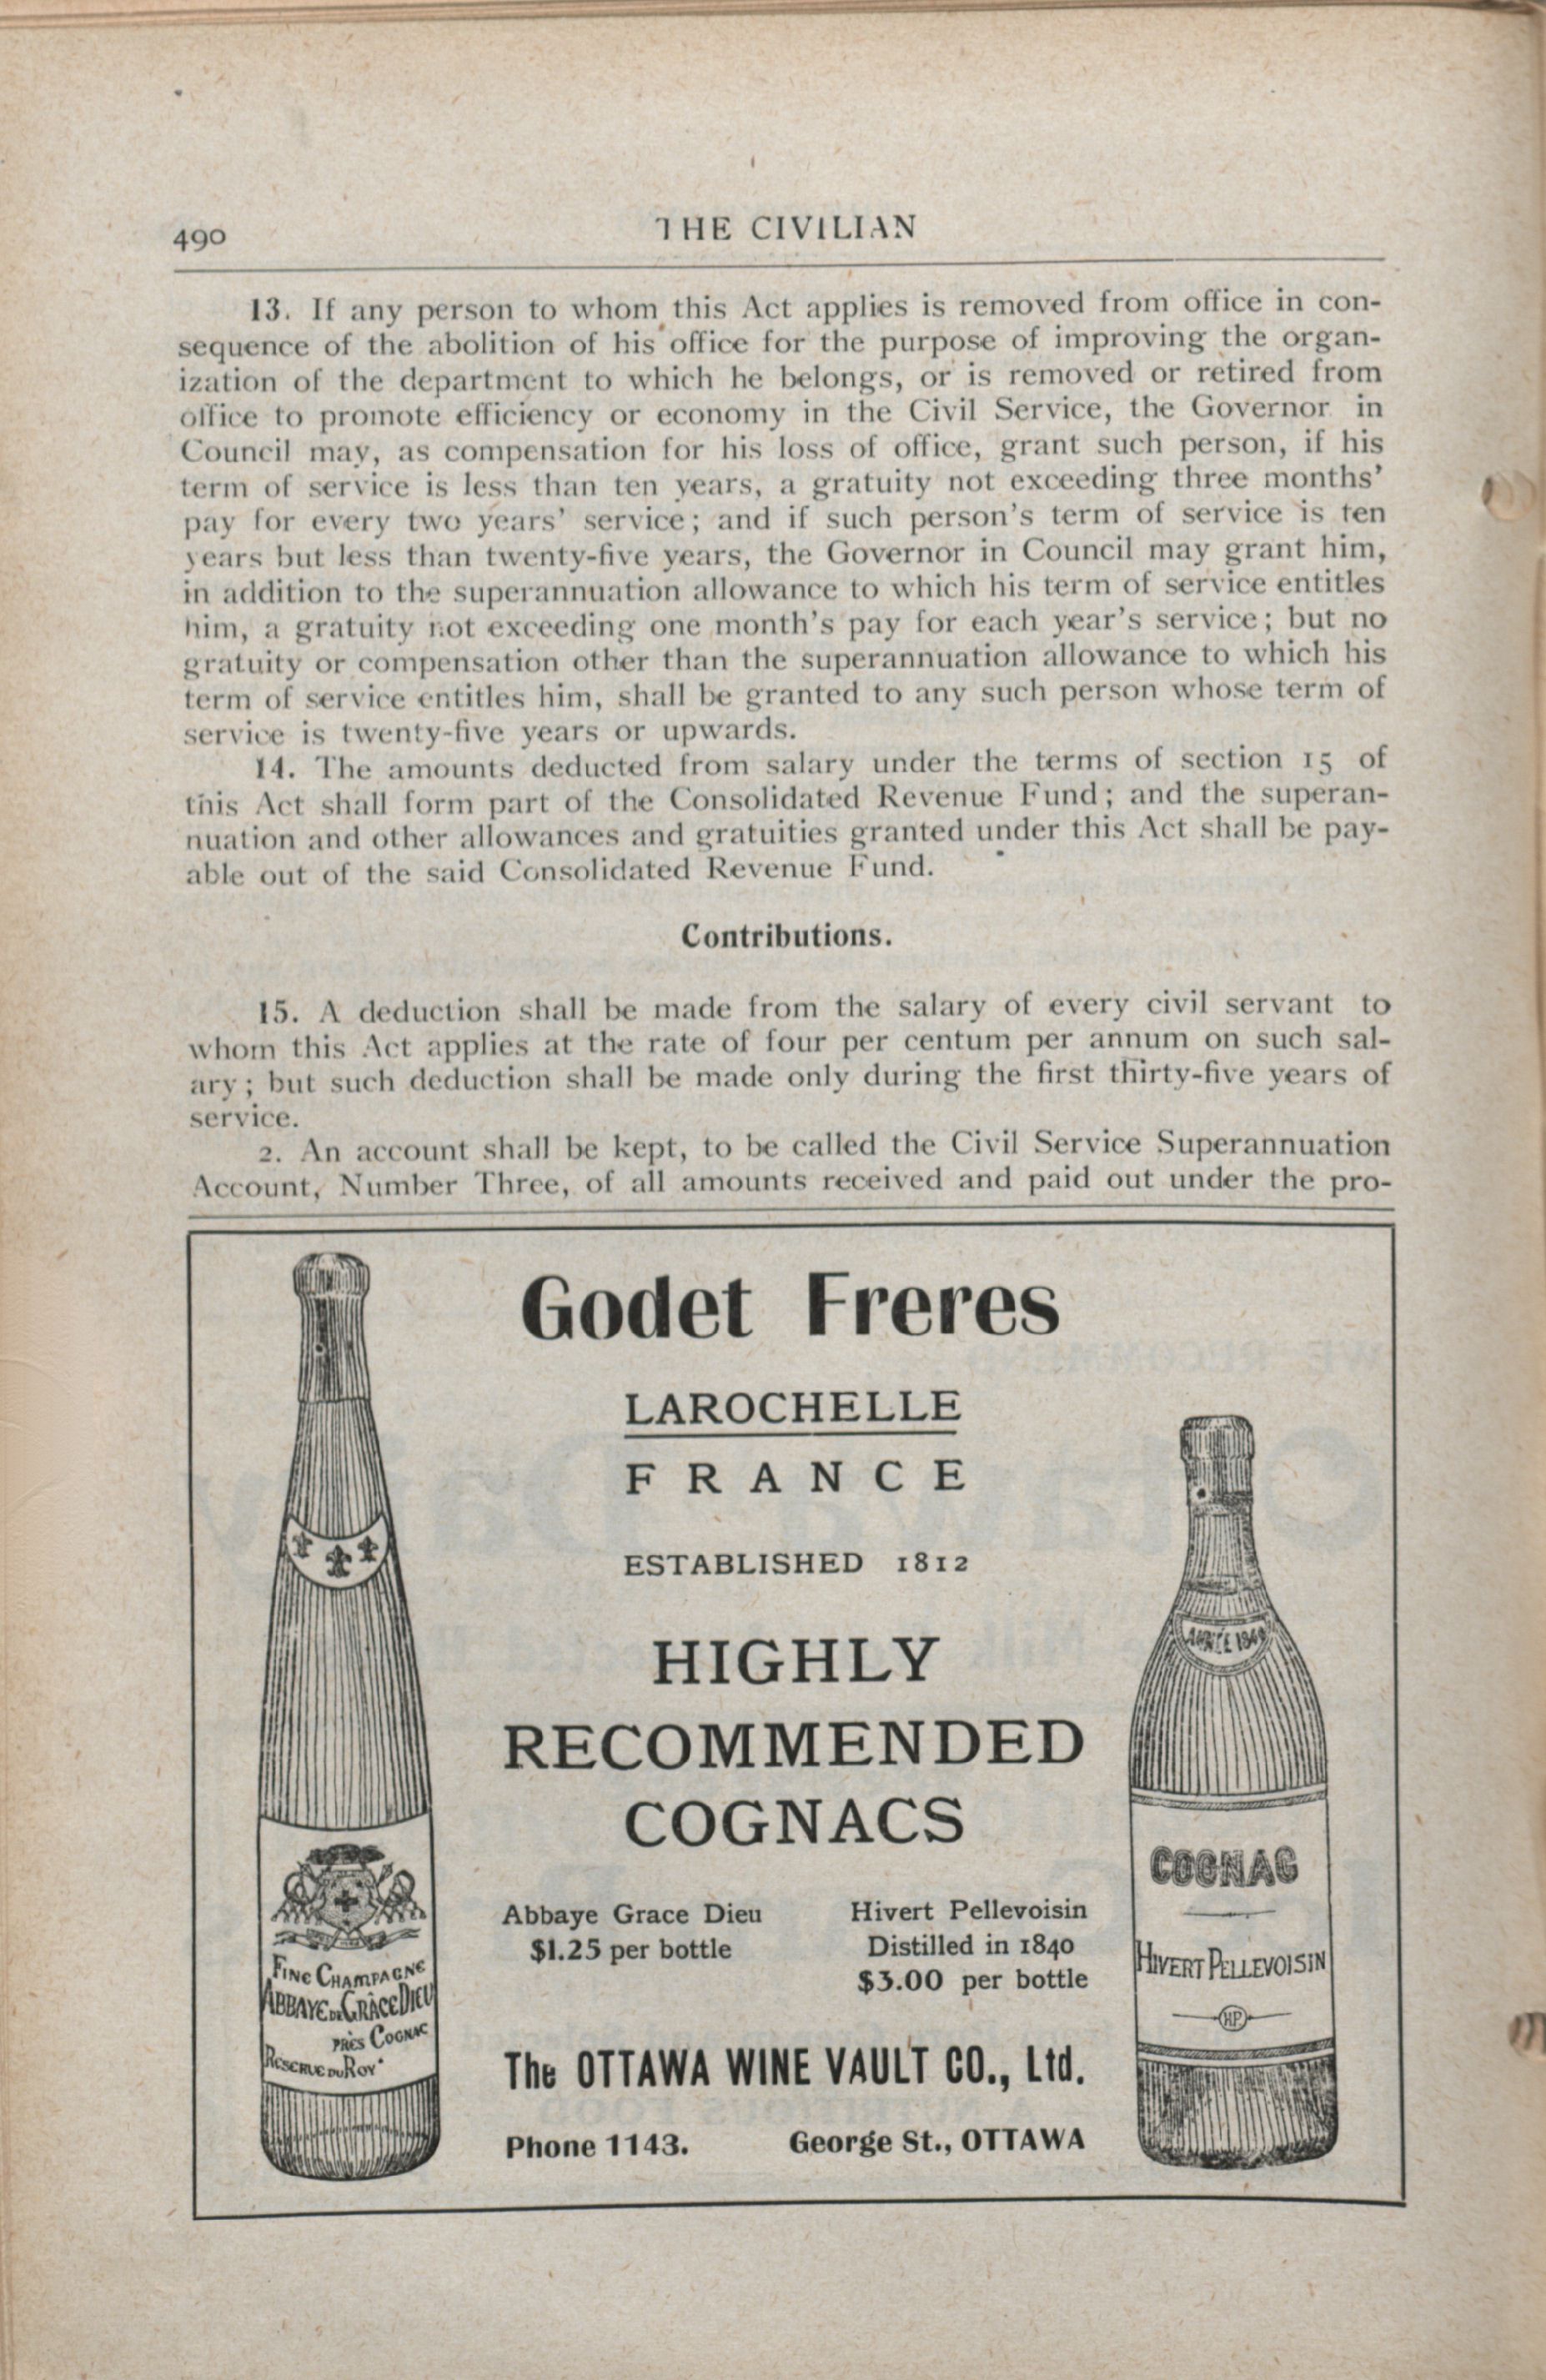 490
THE CIVILIAN
13. If any person to whom this Act applies is removed from office in con-
sequence of the abolition of his office for the purpose of improving the organ-
ization of the department to which he belongs, or is removed or retired from
office to promote efficiency or economy in the Civil Service, the Governor in
Council may, as compensation for his loss of office, grant such person, if his
term of service is less than ten years, a gratuity not exceeding three months'
pay for every two years' service; and if such person's term of service is ten
years but less than twenty-five years, the Governor in Council may grant him,
in addition to the superannuation allowance to which his term of service entitles
him, a gratuity not exceeding one month's pay for each year's service; but no
gratuity or compensation other than the superannuation allowance to which his
term of service entitles him, shall be granted to any such person whose term of
service is twenty-five years or upwards.
14. The amounts deducted from salary under the terms of section 15 of
this Act shall form part of the Consolidated Revenue Fund; and the superan-
nuation and other allowances and gratuities granted under this Act shall be pay-
able out of the said Consolidated Revenue Fund.
Contributions.
15. A deduction shall be made from the salary of every civil servant to
whom this Act applies at the rate of four per centum per annum on such sal-
ary; but such deduction shall be made only during the first thirty-five years of
service.
2. An account shall be kept, to be called the Civil Service Superannuation
Account, Number Three, of all amounts received and paid out under the pro-
Godet Freres
LAROCHELLE
FRANCE
ESTABLISHED 1812
HIGHLY
RECOMMENDED
COGNACS
Abbaye Grace Dieu
$1.25 per bottle
Hivert Pellevoisin
Distilled in 1840
$3.00 per bottle
The OTTAWA WINE VAULT CO., Ltd.
Phone 1143. George St., OTTAWA
FINE CHAMPAGNE
ABBAYE DE GRÂCE DIEU
PRÈS COGNAC
RESERVE DU ROY
1840
COGNAC
HIVERT PELLEVOISIN
HP